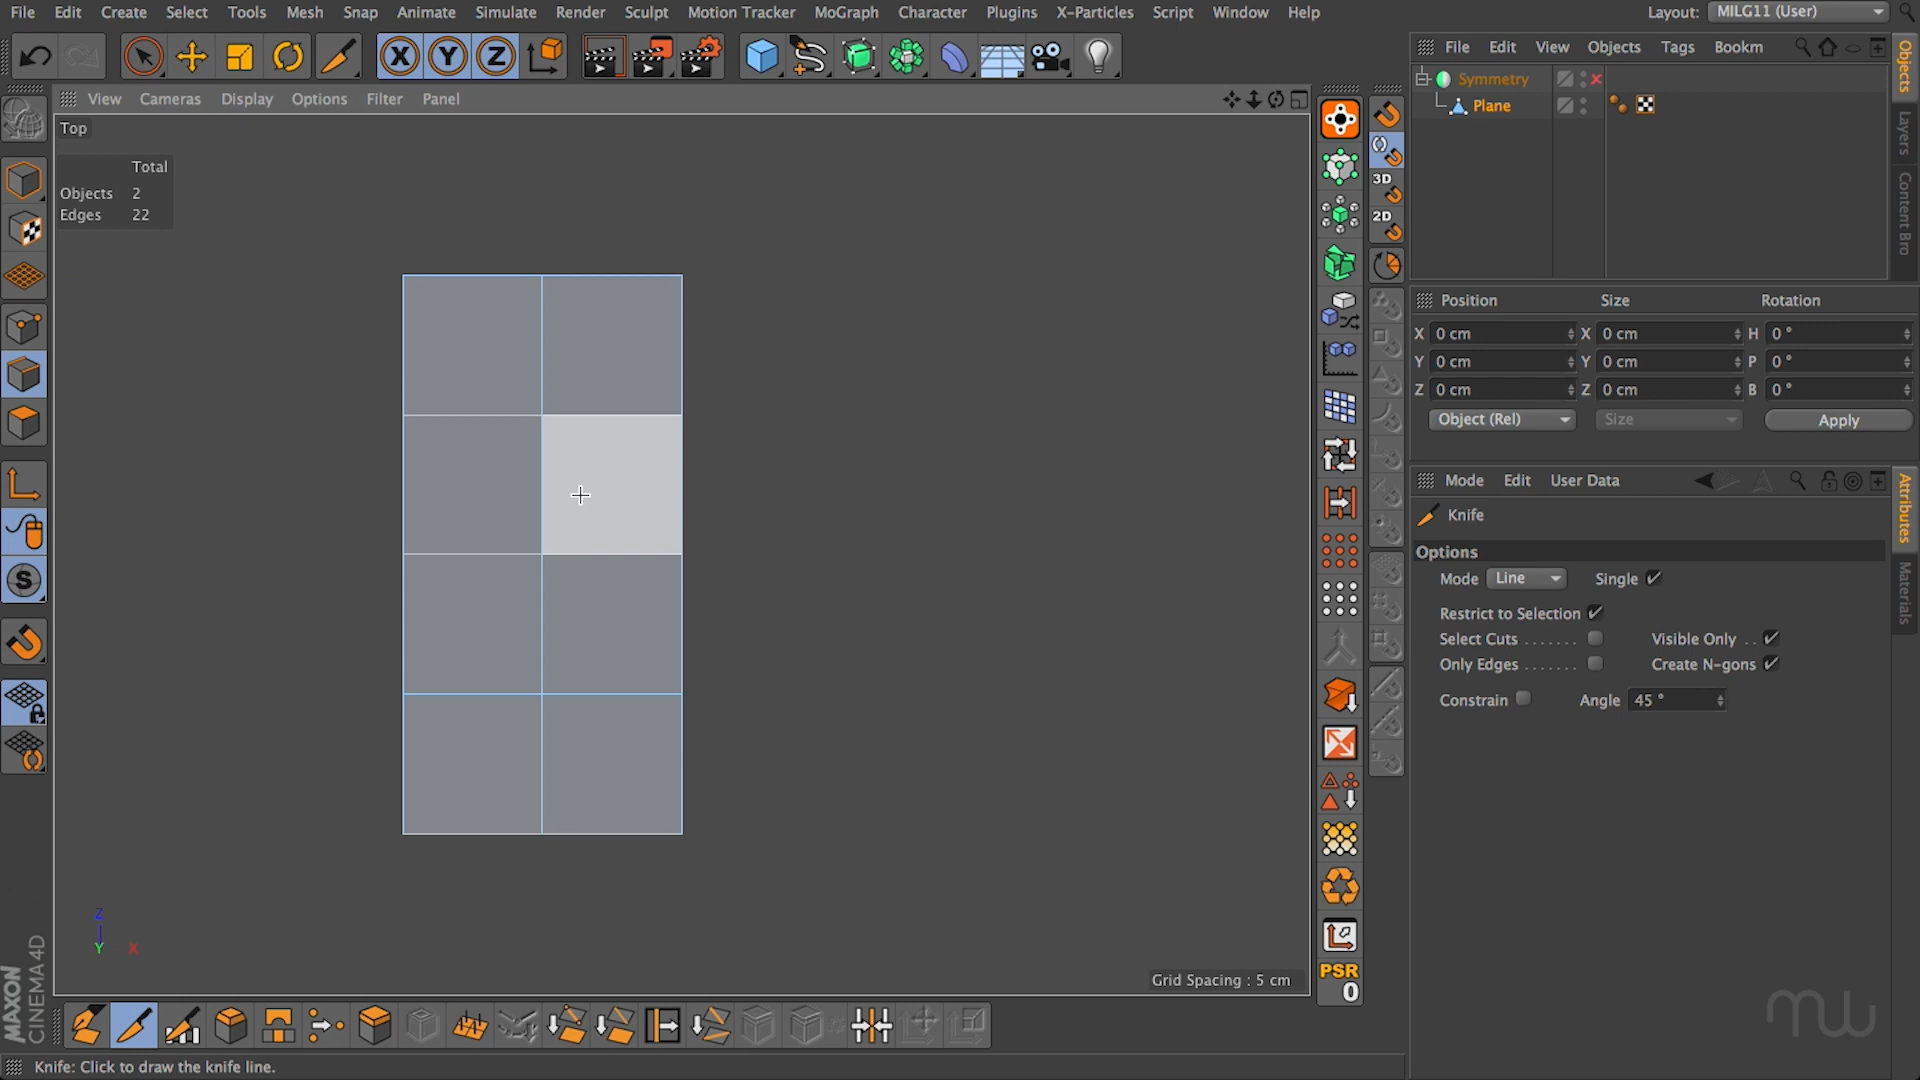 File Edit Create Select Tools Mesh Snap Animate Simulate Render Sculpt Motion Tracker MoGraph Character Plugins X-Particles Script Window Help Layout: MILG11 (User)
X Y Z
File Edit View Objects Tags Bookm
Objects
Layers
Content Bro
Symmetry
Plane
View Cameras Display Options Filter Panel
Top
Total
Objects 2
Edges 22
3D
2D
S
Position Size Rotation
X 0 cm X 0 cm H 0 °
Y 0 cm Y 0 cm P 0 °
Z 0 cm Z 0 cm B 0 °
Object (Rel) Size Apply
Mode Edit User Data
Attributes
Materials
Knife
Options
Mode Line Single
Restrict to Selection
Select Cuts . . . . . . . Visible Only . .
Only Edges . . . . . . . Create N-gons
Constrain Angle 45 °
Z
Y X
Grid Spacing : 5 cm
PSR
0
MAXON
CINEMA 4D
mw
Knife: Click to draw the knife line.